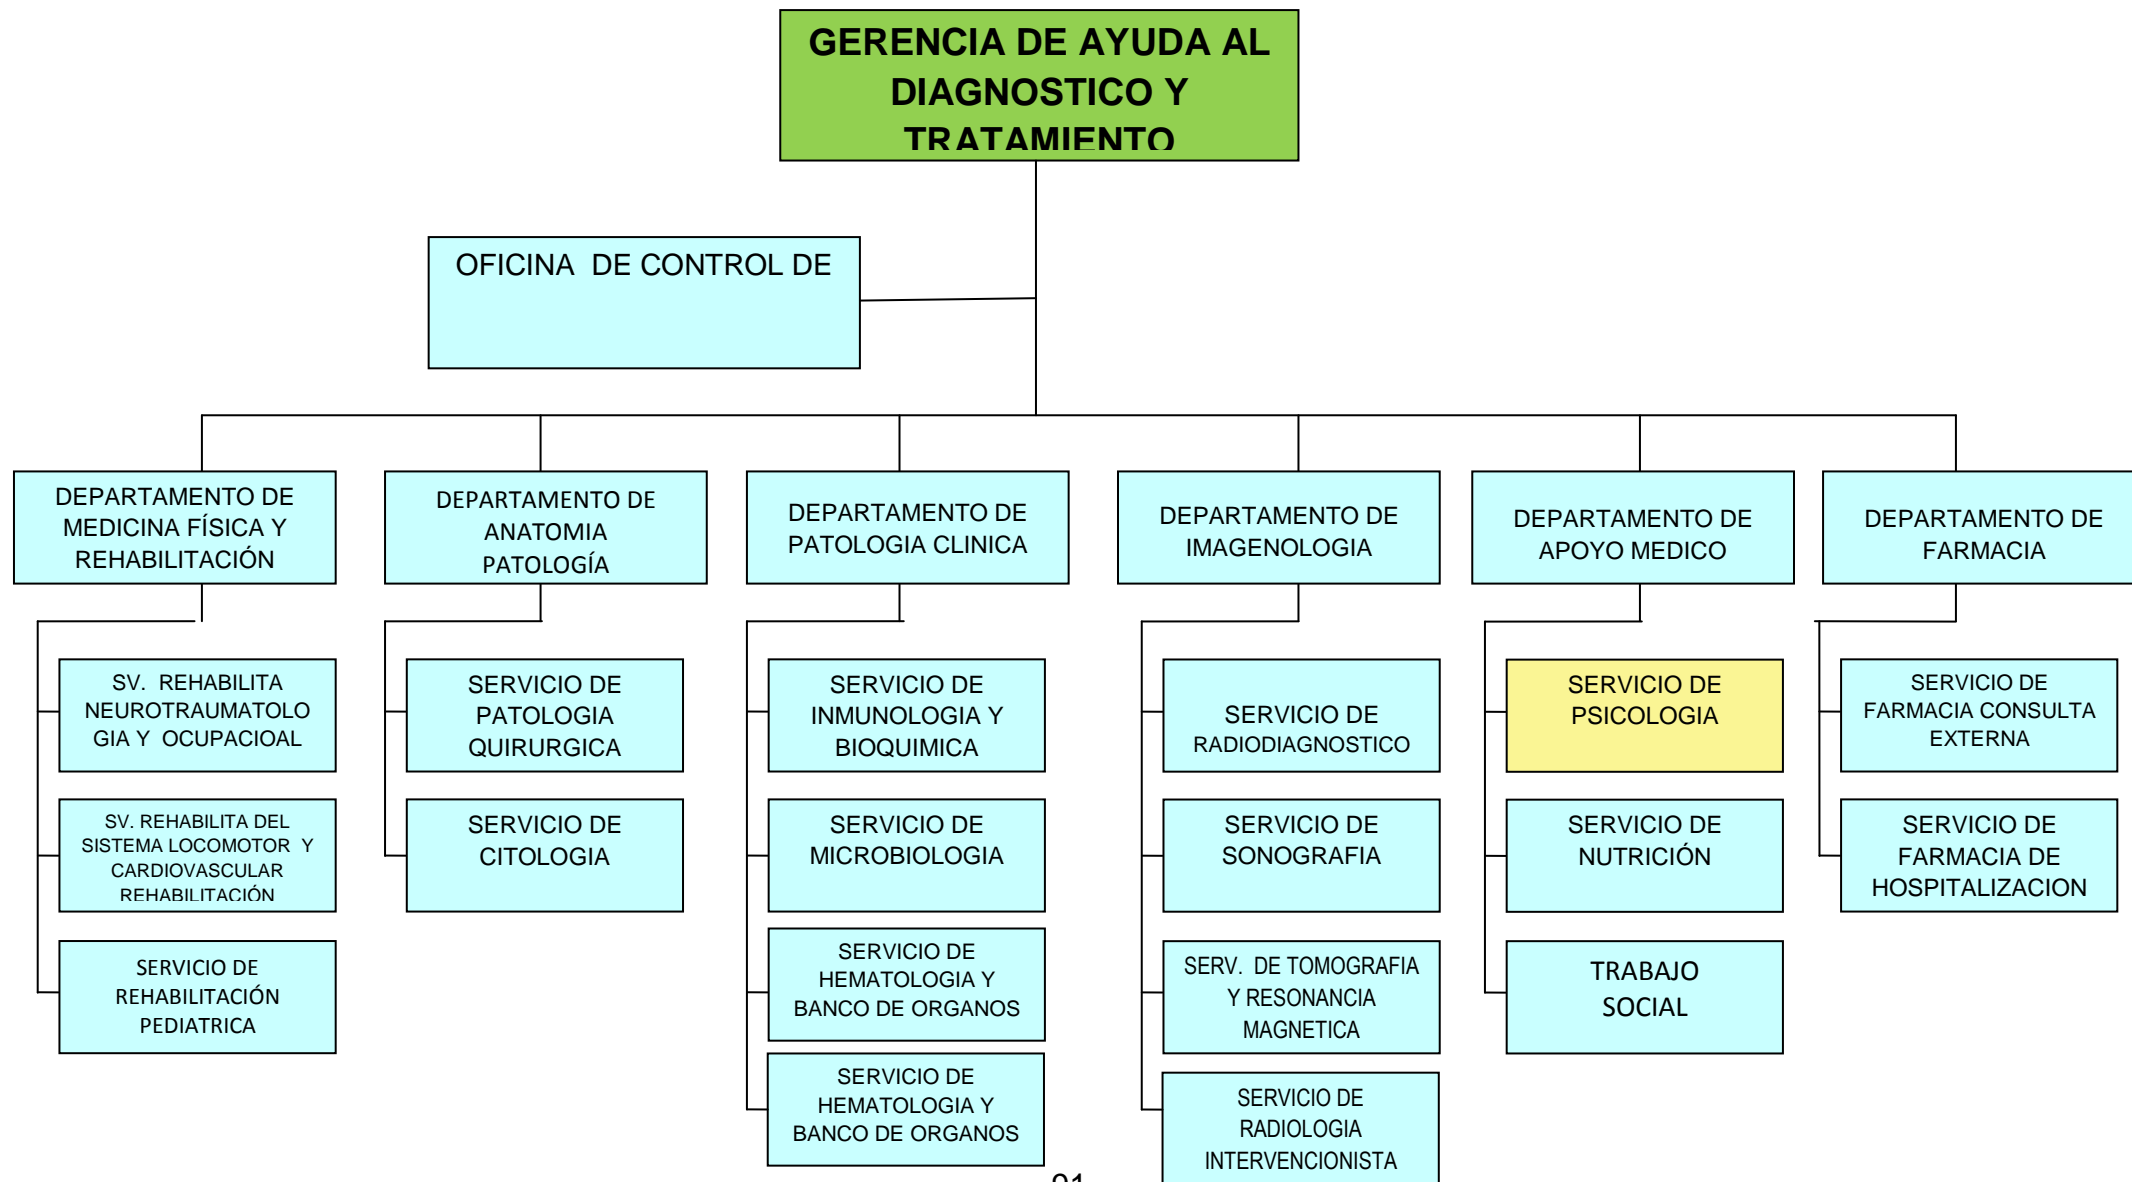 GERENCIA DE AYUDA AL
DIAGNOSTICO Y
TRATAMIENTO
OFICINA DE CONTROL DE
DEPARTAMENTO DE
MEDICINA FÍSICA Y
REHABILITACIÓN
DEPARTAMENTO DE
ANATOMIA
PATOLOGÍA
DEPARTAMENTO DE
PATOLOGIA CLINICA
DEPARTAMENTO DE
IMAGENOLOGIA
DEPARTAMENTO DE
APOYO MEDICO
DEPARTAMENTO DE
FARMACIA
SV. REHABILITA
NEUROTRAUMATOLO
GIA Y OCUPACIOAL
SERVICIO DE
PATOLOGIA
QUIRURGICA
SERVICIO DE
INMUNOLOGIA Y
BIOQUIMICA
SERVICIO DE
RADIODIAGNOSTICO
SERVICIO DE
PSICOLOGIA
SERVICIO DE
FARMACIA CONSULTA
EXTERNA
SV. REHABILITA DEL
SISTEMA LOCOMOTOR Y
CARDIOVASCULAR
REHABILITACIÓN
SERVICIO DE
CITOLOGIA
SERVICIO DE
MICROBIOLOGIA
SERVICIO DE
SONOGRAFIA
SERVICIO DE
NUTRICIÓN
SERVICIO DE
FARMACIA DE
HOSPITALIZACION
SERVICIO DE
REHABILITACIÓN
PEDIATRICA
SERVICIO DE
HEMATOLOGIA Y
BANCO DE ORGANOS
SERV. DE TOMOGRAFIA
Y RESONANCIA
MAGNETICA
TRABAJO
SOCIAL
SERVICIO DE
HEMATOLOGIA Y
BANCO DE ORGANOS
SERVICIO DE
RADIOLOGIA
INTERVENCIONISTA